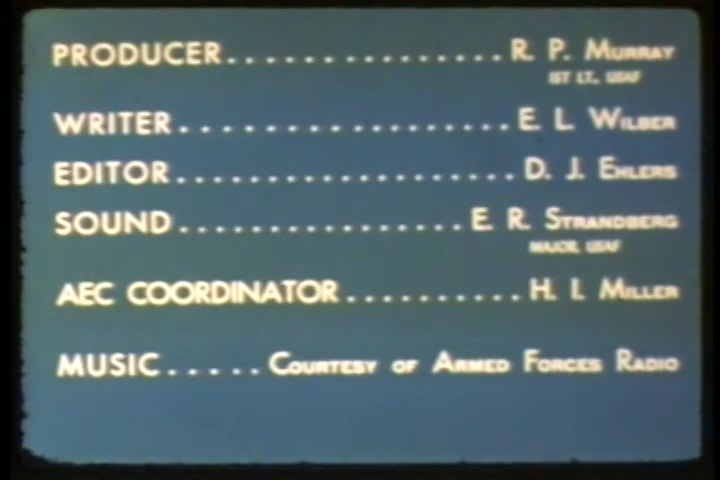 PRODUCER................... R. P. MURRAY
1ST LT., USAF
WRITER....................... E. L. WILBER
EDITOR........................ D. J. EHLERS
SOUND.................... E. R. STRANDBERG
MAJOR, USAF
AEC COORDINATOR........... H. I. MILLER
MUSIC..... COURTESY OF ARMED FORCES RADIO